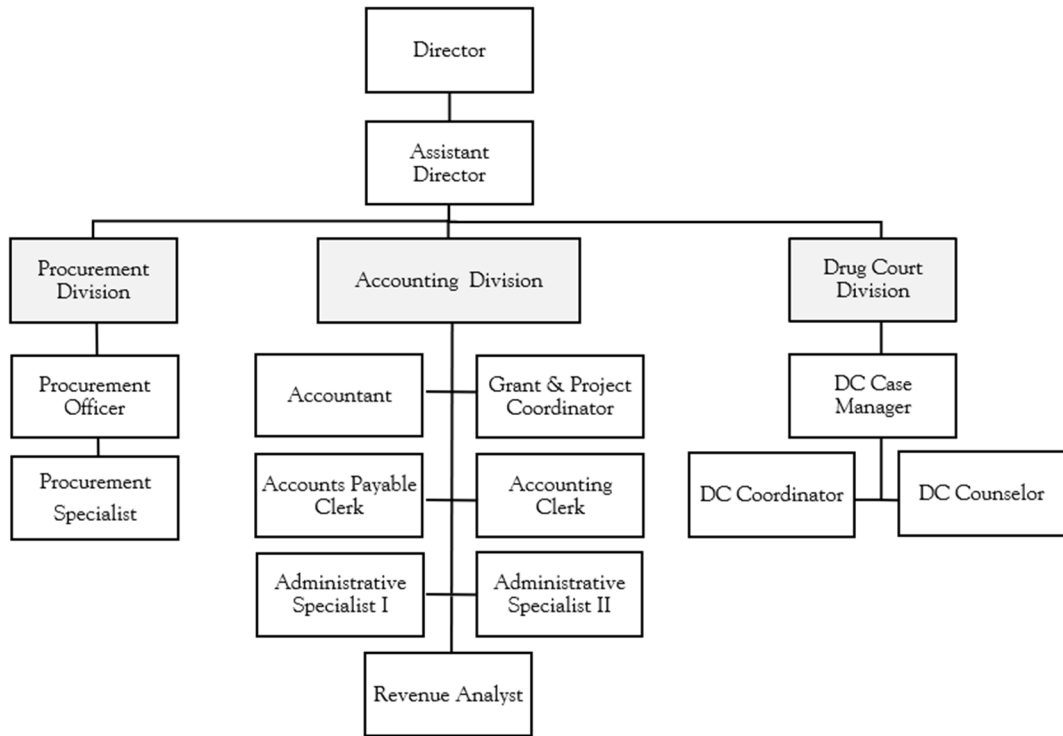 Director
Assistant
Director
Procurement
Division
Accounting Division
Drug Court
Division
Procurement
Officer
Procurement
Specialist
Accountant
Grant & Project
Coordinator
Accounts Payable
Clerk
Accounting
Clerk
Administrative
Specialist I
Administrative
Specialist II
Revenue Analyst
DC Case
Manager
DC Coordinator
DC Counselor